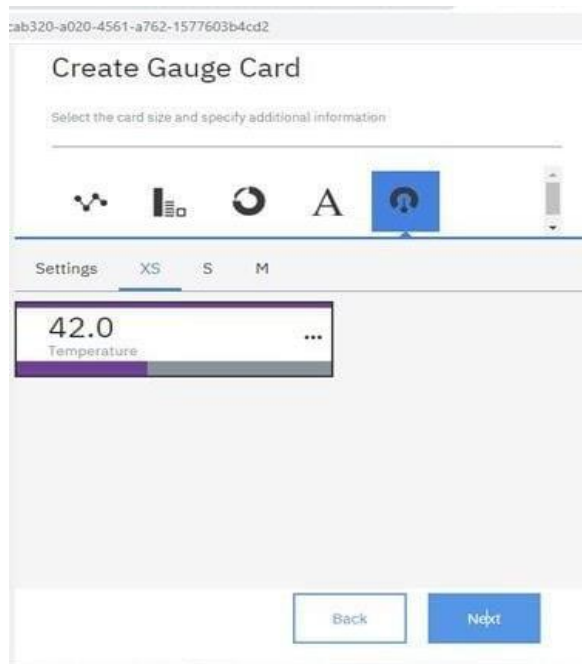 cab320-a020-4561-a762-1577603b4cd2
Create Gauge Card
Select the card size and specify additional information
A
Settings XS S M
42.0
Temperature
Back Next